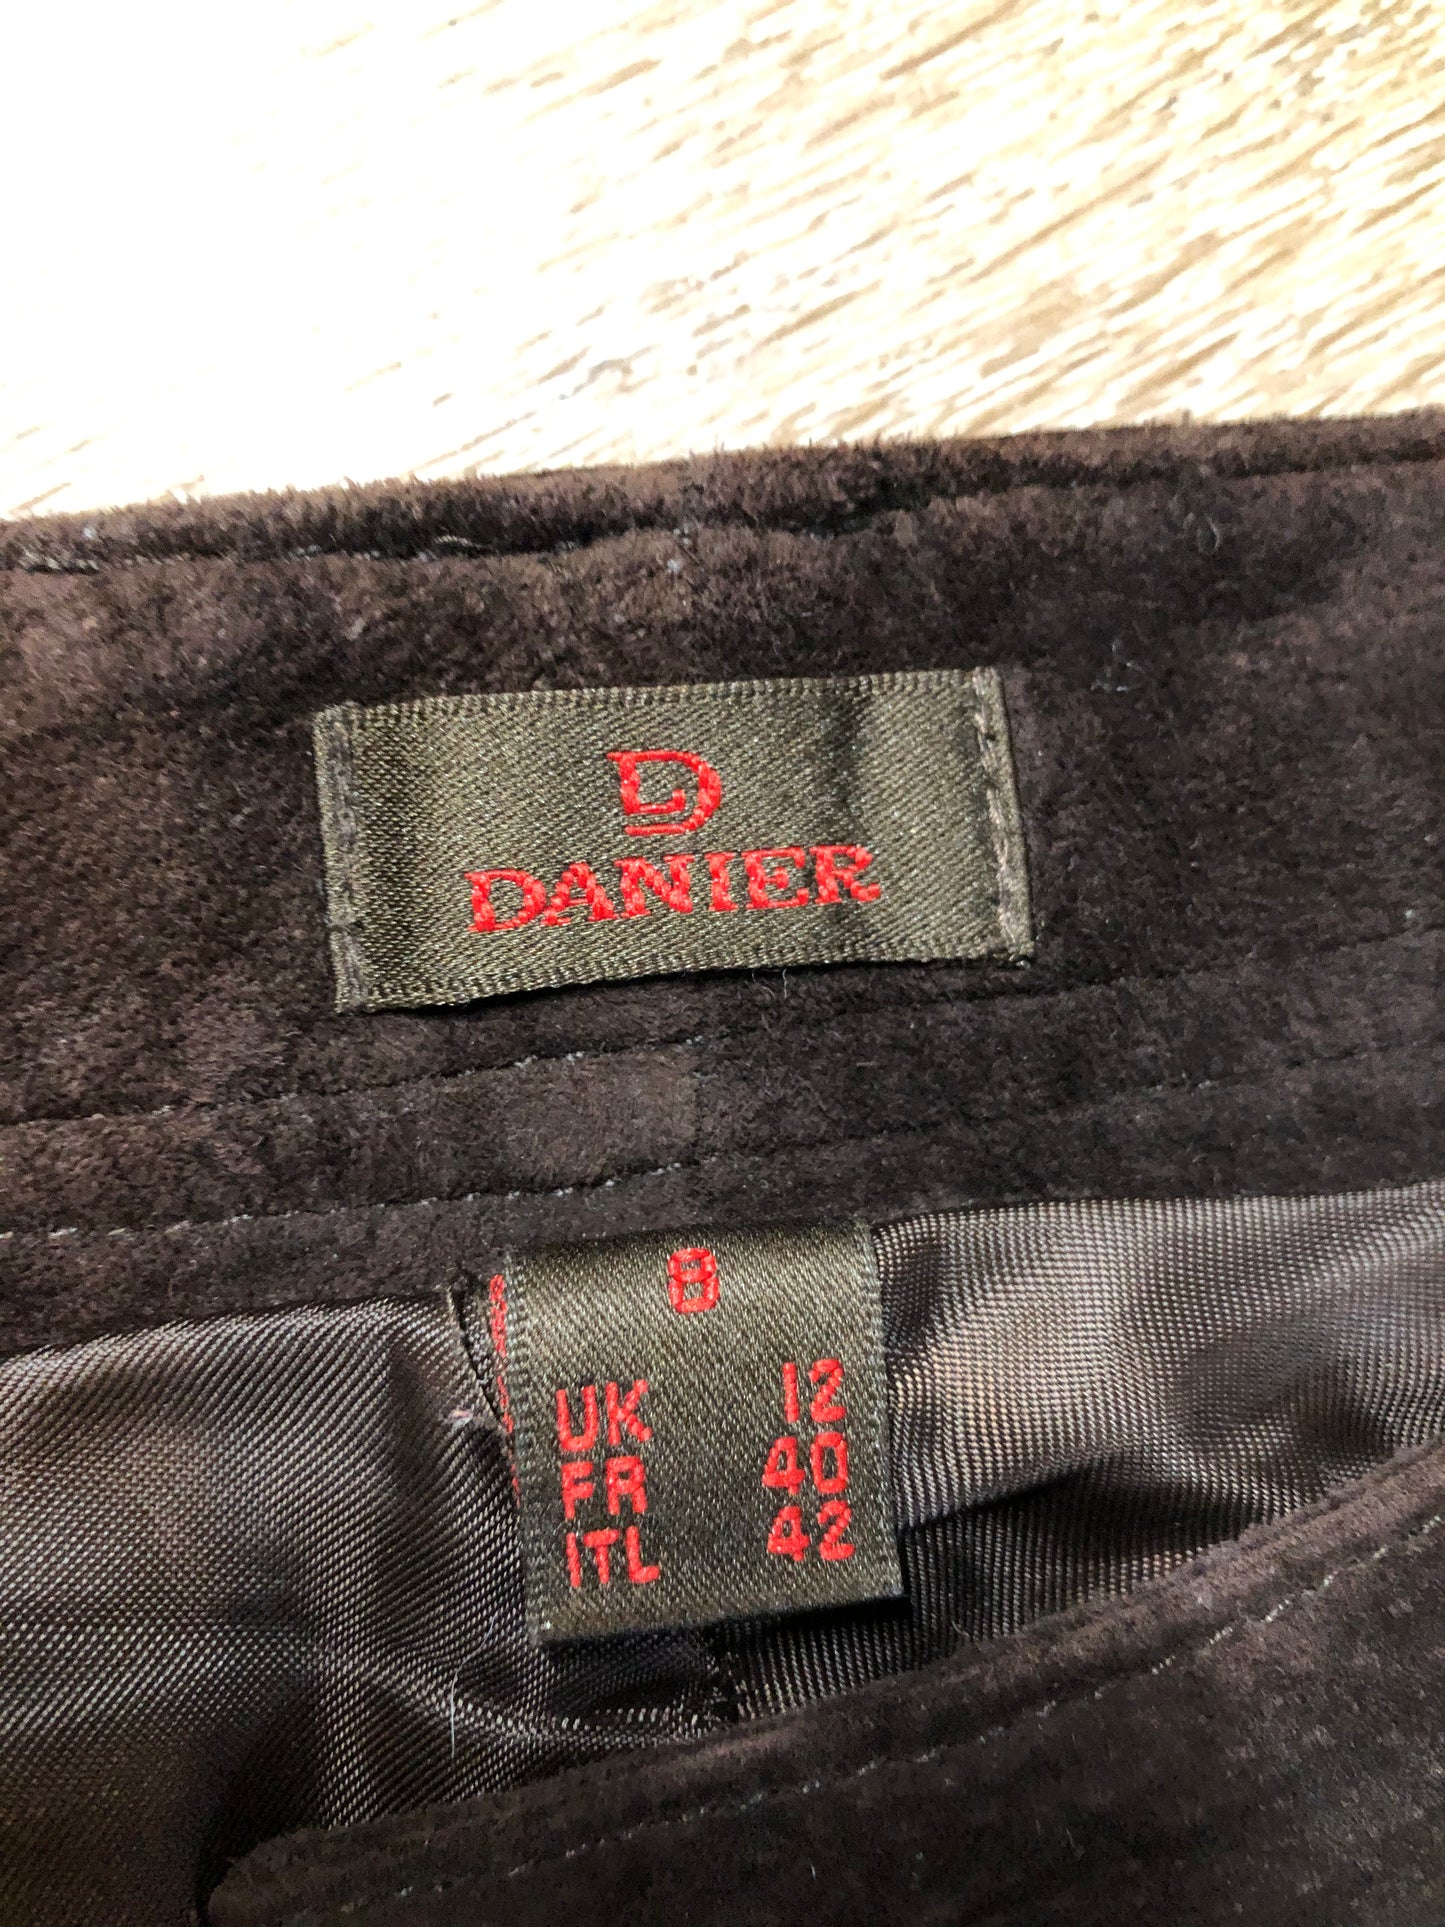 D
DANIER
8
UK 12
FR 40
ITL 42